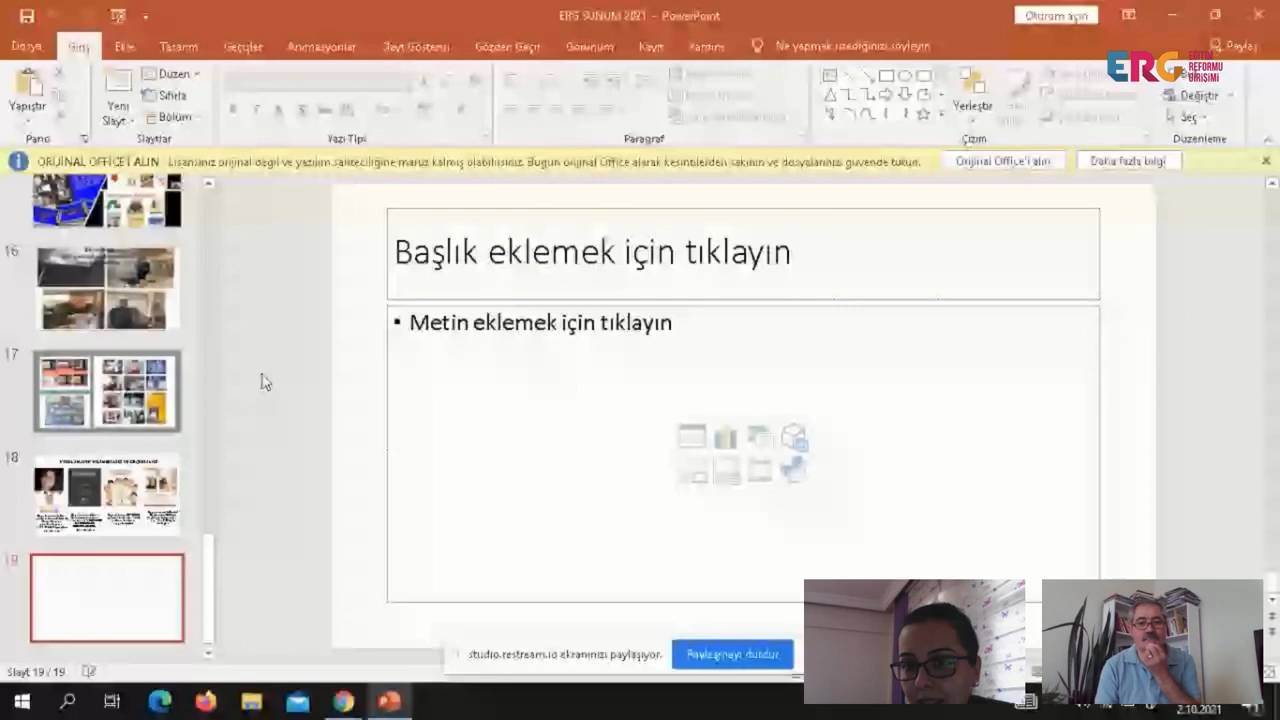 ERG SUNUM 2021 - PowerPoint
Oturum açın
Dosya Giriş Ekle Tasarım Geçişler Animasyonlar Slayt Gösterisi Gözden Geçir Görünüm Kayıt Yardım Ne yapmak istediğinizi söyleyin Paylaş
ERG EĞİTİM REFORMU GİRİŞİMİ
Yapıştır
Yeni Slayt
Düzen
Sıfırla
Bölüm
Yerleştir
Değiştir
Seç
Pano Slaytlar Yazı Tipi Paragraf Çizim Düzenleme
ORİJİNAL OFFICE'İ ALIN Lisansınız orijinal değil ve yazılım sahteciliğine maruz kalmış olabilirsiniz. Bugün orijinal Office alarak kesintilerden sakının ve dosyalarınızı güvende tutun. Orijinal Office'i alın Daha fazla bilgi
16
17
18
19
Başlık eklemek için tıklayın
▪ Metin eklemek için tıklayın
studio.restream.io ekranınızı paylaşıyor. Paylaşmayı durdur
Slayt 19 / 19
2.10.2021